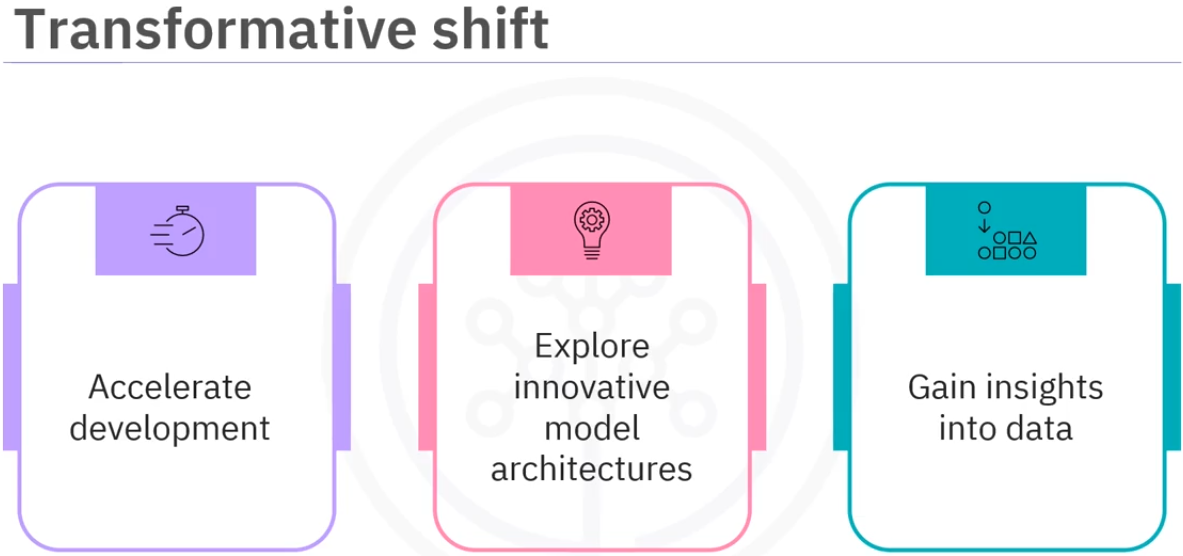 Transformative shift
Accelerate
development
Explore
innovative
model
architectures
Gain insights
into data